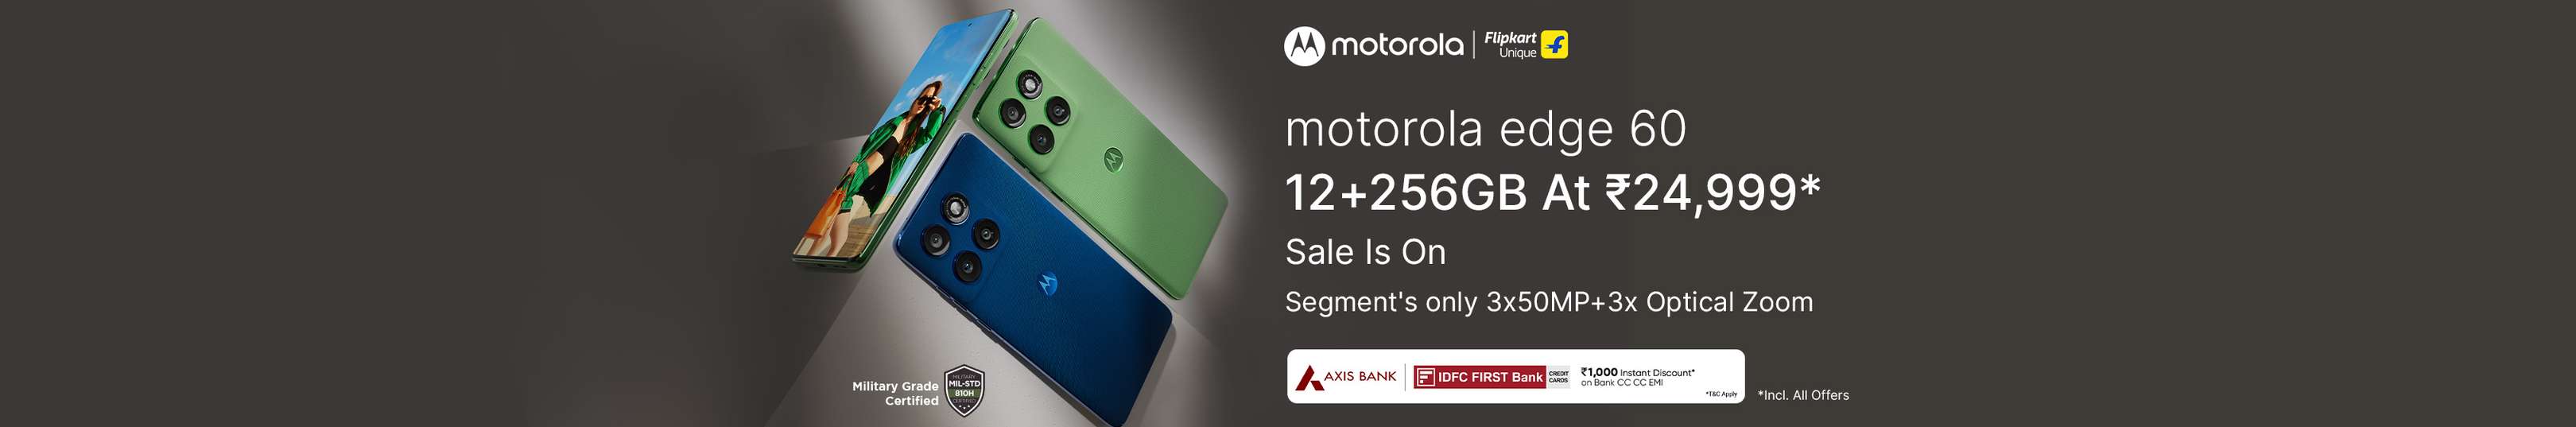 motorola
Flipkart
Unique
motorola edge 60
12+256GB At ₹24,999*
Sale Is On
Segment's only 3x50MP+3x Optical Zoom
Military Grade
Certified
MILITARY
MIL-STD
810H
CERTIFIED
AXIS BANK
IDFC FIRST Bank
CREDIT
CARDS
₹1,000 Instant Discount*
on Bank CC CC EMI
*T&C Apply
*Incl. All Offers